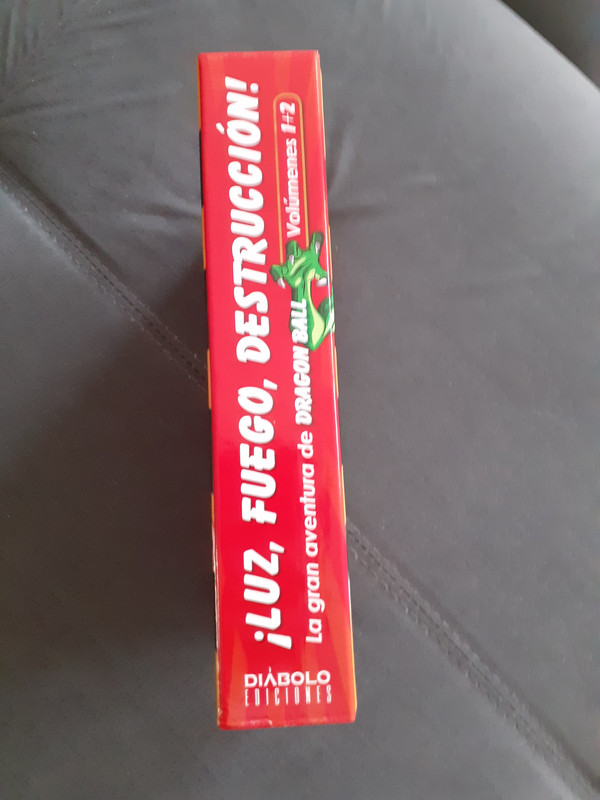 ¡LUZ, FUEGO, DESTRUCCIÓN!
La gran aventura de DRAGON BALL Volúmenes 1+2
DIÁBOLO
EDICIONES